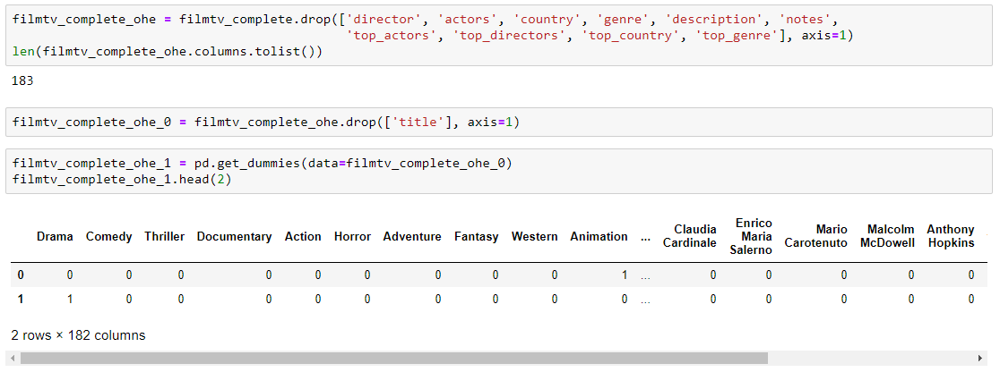 filmtv_complete_ohe = filmtv_complete.drop(['director', 'actors', 'country', 'genre', 'description', 'notes',
'top_actors', 'top_directors', 'top_country', 'top_genre'], axis=1)
len(filmtv_complete_ohe.columns.tolist())
183
filmtv_complete_ohe_0 = filmtv_complete_ohe.drop(['title'], axis=1)
filmtv_complete_ohe_1 = pd.get_dummies(data=filmtv_complete_ohe_0)
filmtv_complete_ohe_1.head(2)
Drama Comedy Thriller Documentary Action Horror Adventure Fantasy Western Animation ... Claudia Cardinale Enrico Maria Salerno Mario Carotenuto Malcolm McDowell Anthony Hopkins
0 0 0 0 0 0 0 0 0 0 1 ... 0 0 0 0 0
1 1 0 0 0 0 0 0 0 0 0 ... 0 0 0 0 0
2 rows × 182 columns